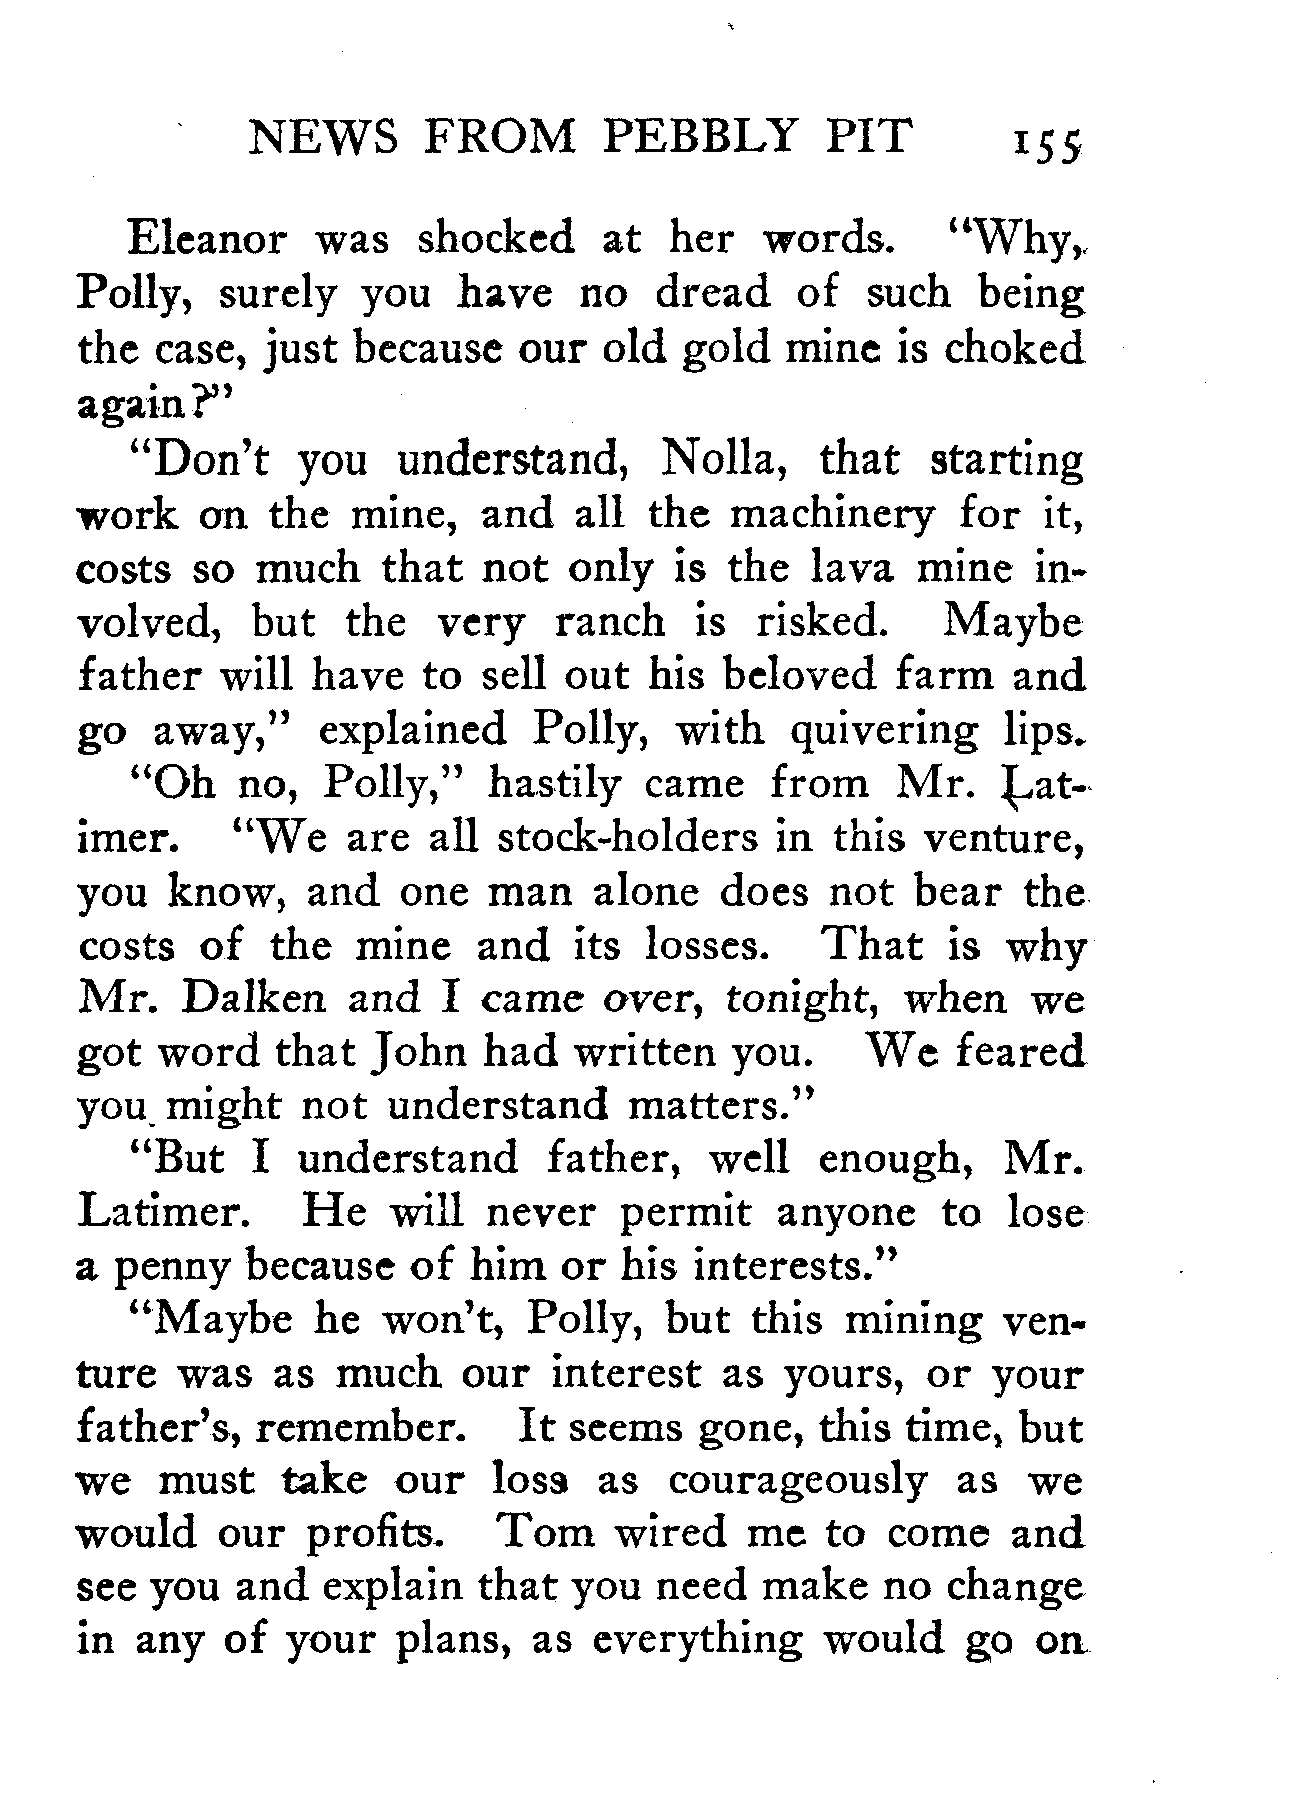 NEWS FROM PEBBLY PIT 155
Eleanor was shocked at her words. "Why,
Polly, surely you have no dread of such being
the case, just because our old gold mine is choked
again?"
"Don't you understand, Nolla, that starting
work on the mine, and all the machinery for it,
costs so much that not only is the lava mine in-
volved, but the very ranch is risked. Maybe
father will have to sell out his beloved farm and
go away," explained Polly, with quivering lips.
"Oh no, Polly," hastily came from Mr. Lat-
imer. "We are all stock-holders in this venture,
you know, and one man alone does not bear the
costs of the mine and its losses. That is why
Mr. Dalken and I came over, tonight, when we
got word that John had written you. We feared
you might not understand matters."
"But I understand father, well enough, Mr.
Latimer. He will never permit anyone to lose
a penny because of him or his interests."
"Maybe he won't, Polly, but this mining ven-
ture was as much our interest as yours, or your
father's, remember. It seems gone, this time, but
we must take our loss as courageously as we
would our profits. Tom wired me to come and
see you and explain that you need make no change
in any of your plans, as everything would go on